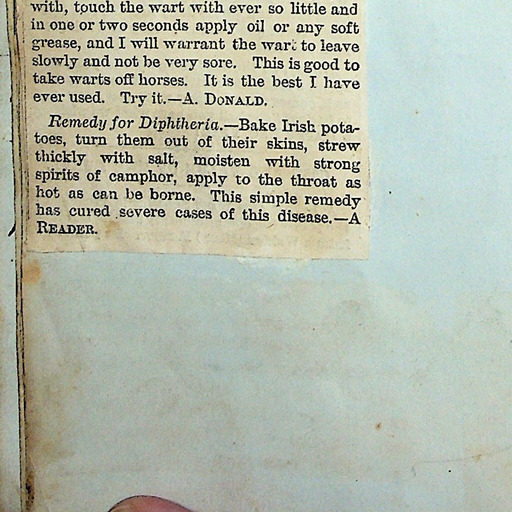 with, touch the wart with ever so little and
in one or two seconds apply oil or any soft
grease, and I will warrant the wart to leave
slowly and not be very sore. This is good to
take warts off horses. It is the best I have
ever used. Try it.—A. DONALD.
Remedy for Diphtheria.—Bake Irish pota-
toes, turn them out of their skins, strew
thickly with salt, moisten with strong
spirits of camphor, apply to the throat as
hot as can be borne. This simple remedy
has cured severe cases of this disease.—A
READER.